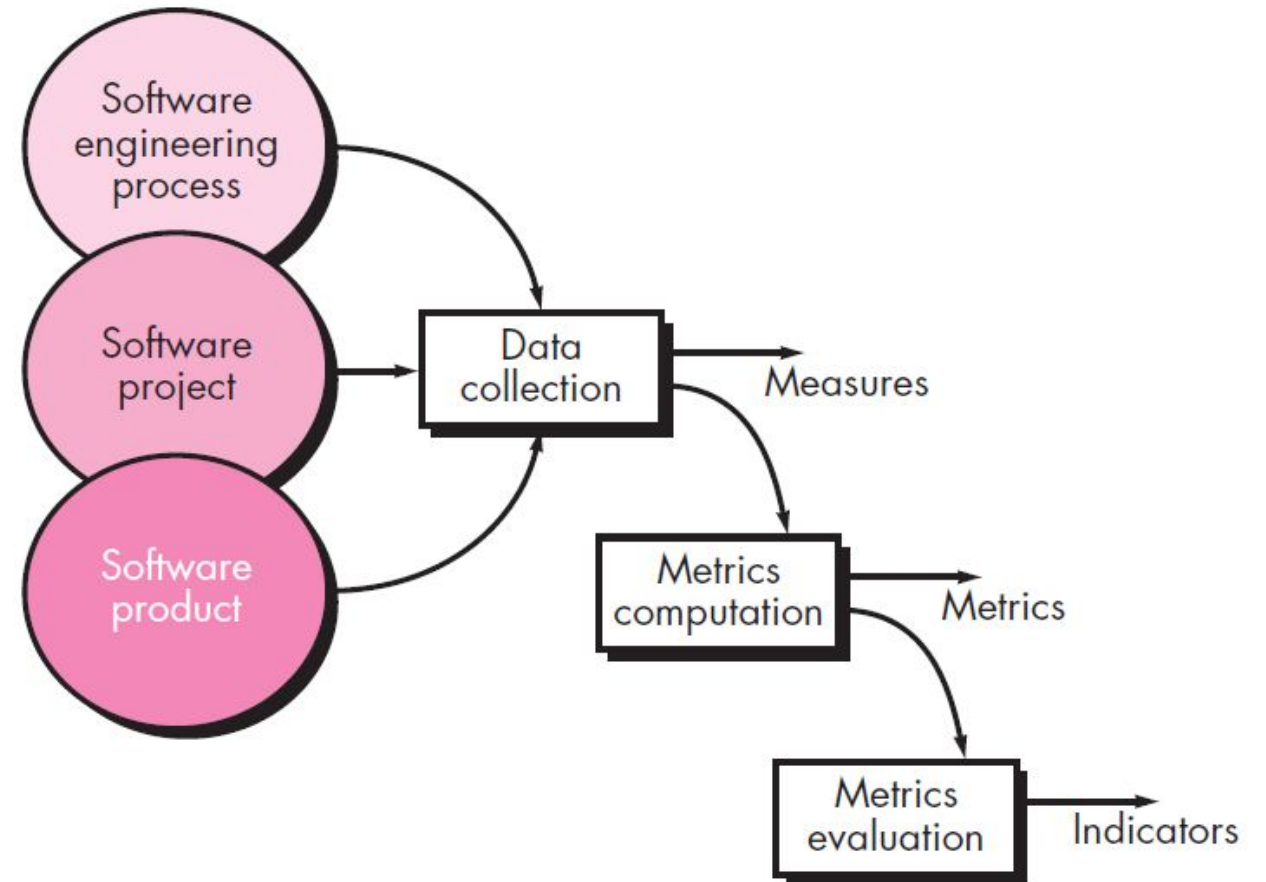 Software
engineering
process
Software
project
Data
collection
Measures
Software
product
Metrics
computation
Metrics
Metrics
evaluation
Indicators